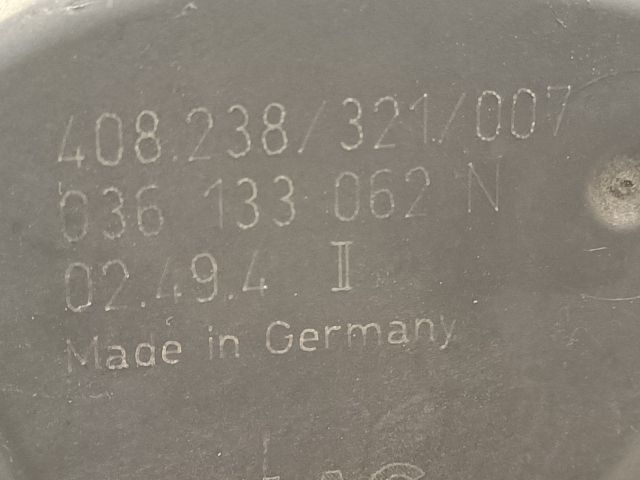 408.238/321/007
036 133 062 N
02.49.4 II
Made in Germany